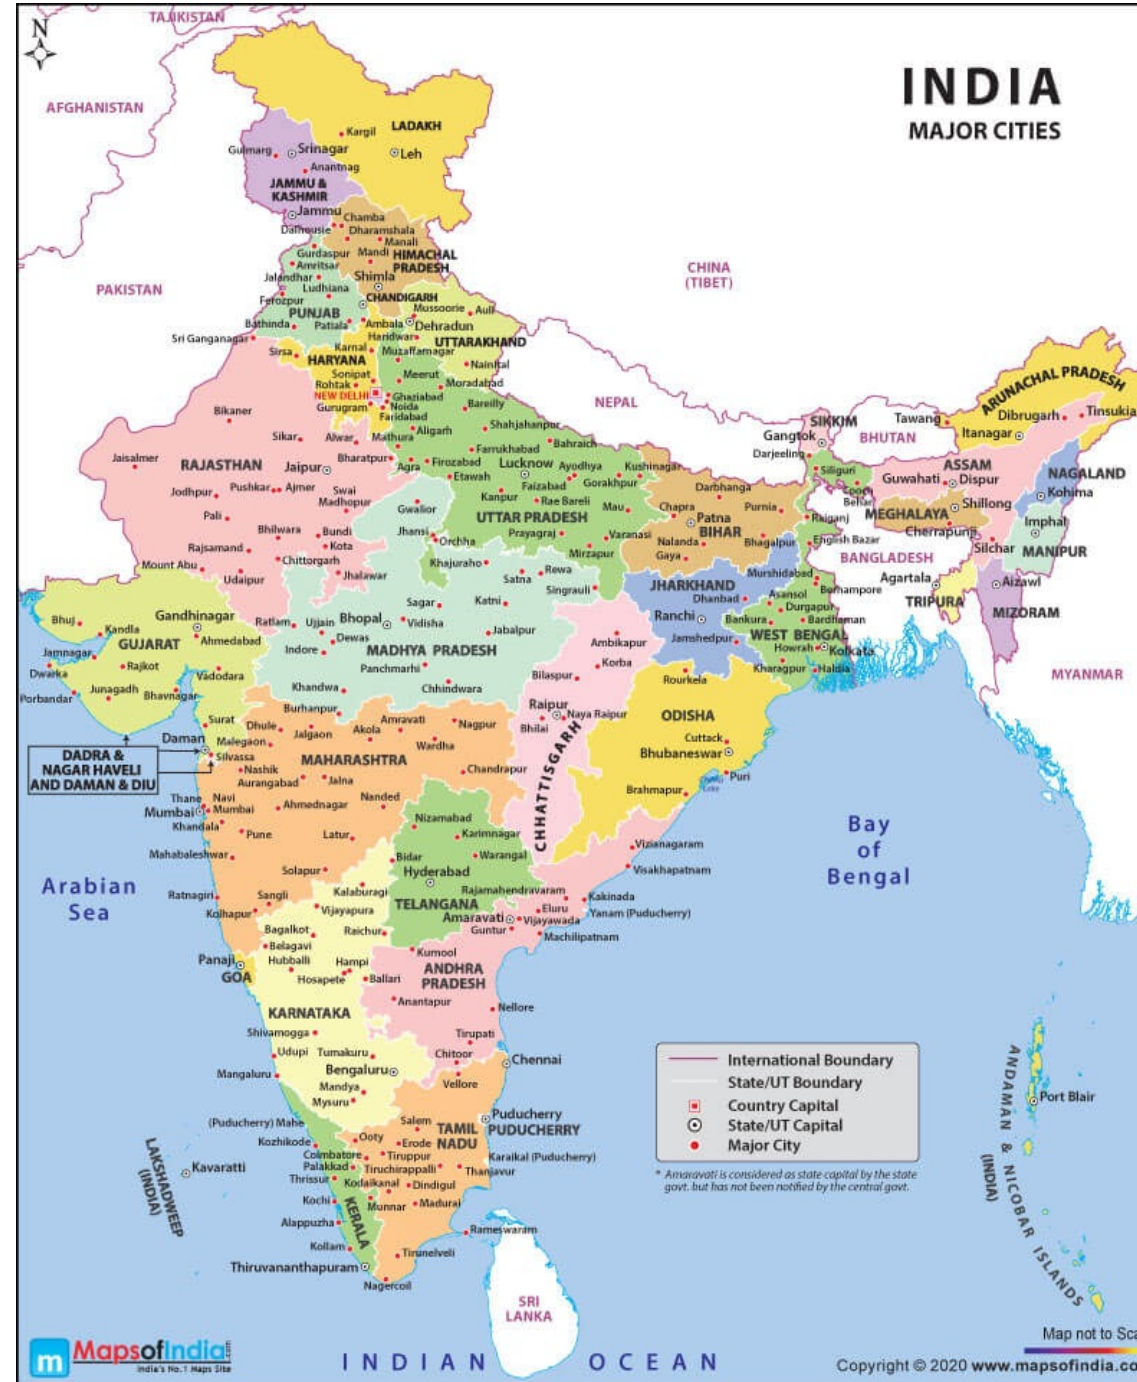 N
TAJIKISTAN
INDIA
MAJOR CITIES
AFGHANISTAN
LADAKH
Kargil
Leh
Gulmarg
Srinagar
Anantnag
JAMMU &
KASHMIR
Jammu
Chamba
Dalhousie
Dharamshala
Manali
Gurdaspur
Mandi
HIMACHAL
PRADESH
Amritsar
Shimla
CHINA
(TIBET)
PAKISTAN
Jalandhar
Ludhiana
Ferozpur
CHANDIGARH
PUNJAB
Mussoorie
Aull
Bathinda
Patiala
Ambala
Dehradun
Haridwar
UTTARAKHAND
Sri Ganganagar
Sirsa
Karnal
Muzaffarnagar
HARYANA
Nainital
Sonipat
Meerut
Rohtak
Moradabad
NEW DELHI
Ghaziabad
Gurugram
Noida
Faridabad
Bareilly
NEPAL
ARUNACHAL PRADESH
Bikaner
Aligarh
Shahjahanpur
SIKKIM
Tawang
Dibrugarh
Tinsukia
Sikar
Alwar
Mathura
Bahraich
Gangtok
BHUTAN
Itanagar
Jaisalmer
RAJASTHAN
Jaipur
Bharatpur
Farrukhabad
Darjeeling
Agra
Firozabad
Lucknow
Ayodhya
Kushinagar
Siliguri
ASSAM
Guwahati
Dispur
NAGALAND
Kohima
Jodhpur
Pushkar
Ajmer
Swai
Madhopur
Etawah
Faizabad
Gorakhpur
Darbhanga
Cooch
Behar
Kanpur
Rae Bareli
Gwalior
Pali
UTTAR PRADESH
Mau
Chapra
Purnia
Patna
BIHAR
Raiganj
MEGHALAYA
Shillong
Cherrapunji
Imphal
Bhilwara
Bundi
Jhansi
Prayagraj
Varanasi
Nalanda
English Bazar
Silchar
MANIPUR
Rajsamand
Kota
Orchha
Mirzapur
Gaya
Bhagalpur
BANGLADESH
Mount Abu
Chittorgarh
Khajuraho
Udaipur
Jhalawar
Satna
Rewa
Singrauli
JHARKHAND
Murshidabad
Agartala
Aizawl
Dhanbad
Asansol
Berhampore
TRIPURA
MIZORAM
Gandhinagar
Sagar
Katni
Durgapur
Bhuj
Kandla
Ratlam
Ujjain
Bhopal
Vidisha
Ranchi
Bankura
Bardhaman
Ahmedabad
GUJARAT
Dewas
Jabalpur
Ambikapur
Jamshedpur
WEST BENGAL
Jamnagar
Indore
MADHYA PRADESH
Howrah
Kolkata
Dwarka
Rajkot
Vadodara
Panchmarhi
Korba
Kharagpur
Haldia
MYANMAR
Junagadh
Bhavnagar
Khandwa
Chhindwara
Bilaspur
Rourkela
Porbandar
Burhanpur
Raipur
Naya Raipur
ODISHA
Surat
Dhule
Jalgaon
Amravati
Nagpur
Bhilai
Daman
Malegaon
Akola
Wardha
Cuttack
Bhubaneswar
DADRA &
NAGAR HAVELI
AND DAMAN & DIU
Silvassa
MAHARASHTRA
CHHATTISGARH
Nashik
Aurangabad
Jalna
Chandrapur
Puri
Thane
Navi
Mumbai
Mumbai
Ahmednagar
Nanded
Brahmapur
Khandala
Nizamabad
Pune
Latur
Karimnagar
Mahabaleshwar
Bidar
Warangal
Vizianagaram
Bay
of
Bengal
Solapur
Hyderabad
Visakhapatnam
Arabian
Sea
Kalaburagi
Ratnagiri
Sangli
Rajamahendravaram
Kakinada
Kolhapur
Vijayapura
TELANGANA
Eluru
Yanam (Puducherry)
Amaravati
Vijayawada
Bagalkot
Raichur
Guntur
Machilipatnam
Belagavi
Kurnool
Panaji
Hubballi
Hampi
GOA
Hosapete
Ballari
ANDHRA
PRADESH
KARNATAKA
Anantapur
Nellore
Shivamogga
Tirupati
Udupi
Tumakuru
Chitoor
Chennai
Bengaluru
Mangaluru
Mandya
Vellore
Mysuru
International Boundary
State/UT Boundary
Country Capital
State/UT Capital
Major City
* Amaravati is considered as state capital by the state
govt. but has not been notified by the central govt.
ANDAMAN & NICOBAR ISLANDS
(INDIA)
Port Blair
(Puducherry) Mahe
Salem
Puducherry
PUDUCHERRY
TAMIL
NADU
Kozhikode
Ooty
Erode
Coimbatore
Tiruppur
Karaikal (Puducherry)
LAKSHADWEEP
(INDIA)
Kavaratti
Palakkad
Tiruchirappalli
Thanjavur
Thrissur
Kodaikanal
Dindigul
Kochi
Munnar
Madurai
KERALA
Alappuzha
Rameswaram
Kollam
Tirunelveli
Thiruvananthapuram
Nagercoil
SRI
LANKA
m MapsofIndia.com
India's No.1 Maps Site
INDIAN OCEAN
Map not to Sca
Copyright © 2020 www.mapsofindia.co